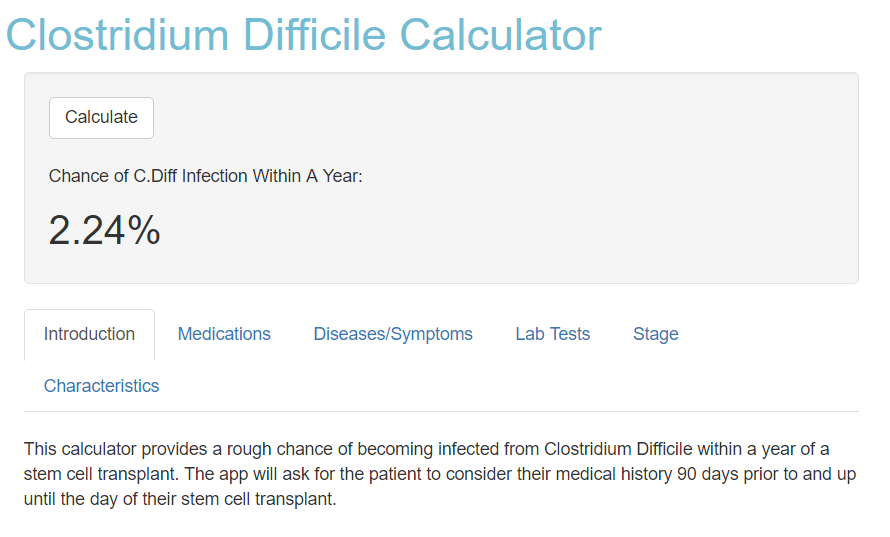 Clostridium Difficile Calculator
Calculate
Chance of C.Diff Infection Within A Year:
2.24%
Introduction Medications Diseases/Symptoms Lab Tests Stage
Characteristics
This calculator provides a rough chance of becoming infected from Clostridium Difficile within a year of a
stem cell transplant. The app will ask for the patient to consider their medical history 90 days prior to and up
until the day of their stem cell transplant.